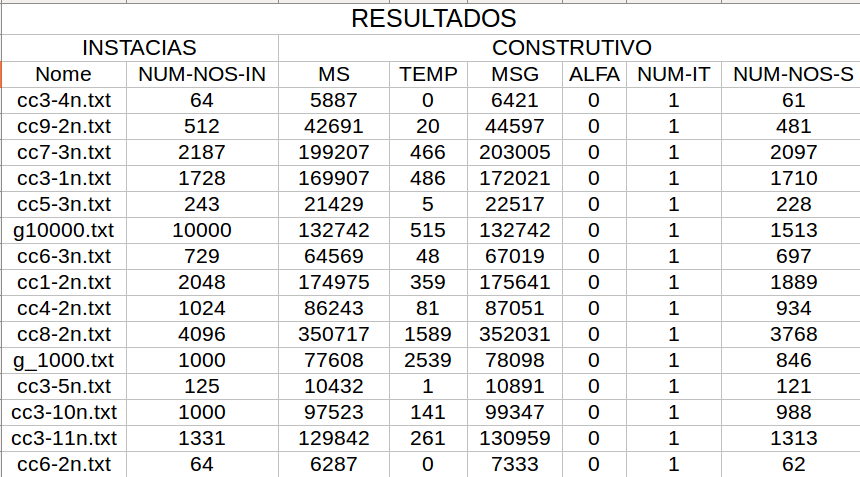 RESULTADOS
INSTACIAS CONSTRUTIVO
Nome NUM-NOS-IN MS TEMP MSG ALFA NUM-IT NUM-NOS-S
cc3-4n.txt 64 5887 0 6421 0 1 61
cc9-2n.txt 512 42691 20 44597 0 1 481
cc7-3n.txt 2187 199207 466 203005 0 1 2097
cc3-1n.txt 1728 169907 486 172021 0 1 1710
cc5-3n.txt 243 21429 5 22517 0 1 228
g10000.txt 10000 132742 515 132742 0 1 1513
cc6-3n.txt 729 64569 48 67019 0 1 697
cc1-2n.txt 2048 174975 359 175641 0 1 1889
cc4-2n.txt 1024 86243 81 87051 0 1 934
cc8-2n.txt 4096 350717 1589 352031 0 1 3768
g_1000.txt 1000 77608 2539 78098 0 1 846
cc3-5n.txt 125 10432 1 10891 0 1 121
cc3-10n.txt 1000 97523 141 99347 0 1 988
cc3-11n.txt 1331 129842 261 130959 0 1 1313
cc6-2n.txt 64 6287 0 7333 0 1 62